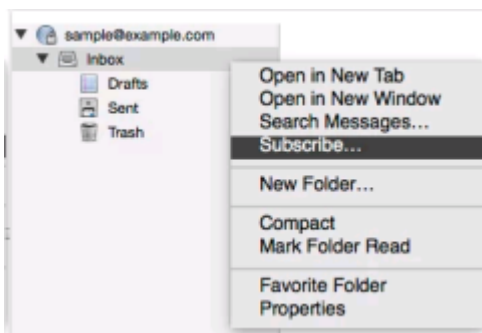 sample@example.com
Inbox
Drafts
Sent
Trash
Open in New Tab
Open in New Window
Search Messages...
Subscribe...
New Folder...
Compact
Mark Folder Read
Favorite Folder
Properties